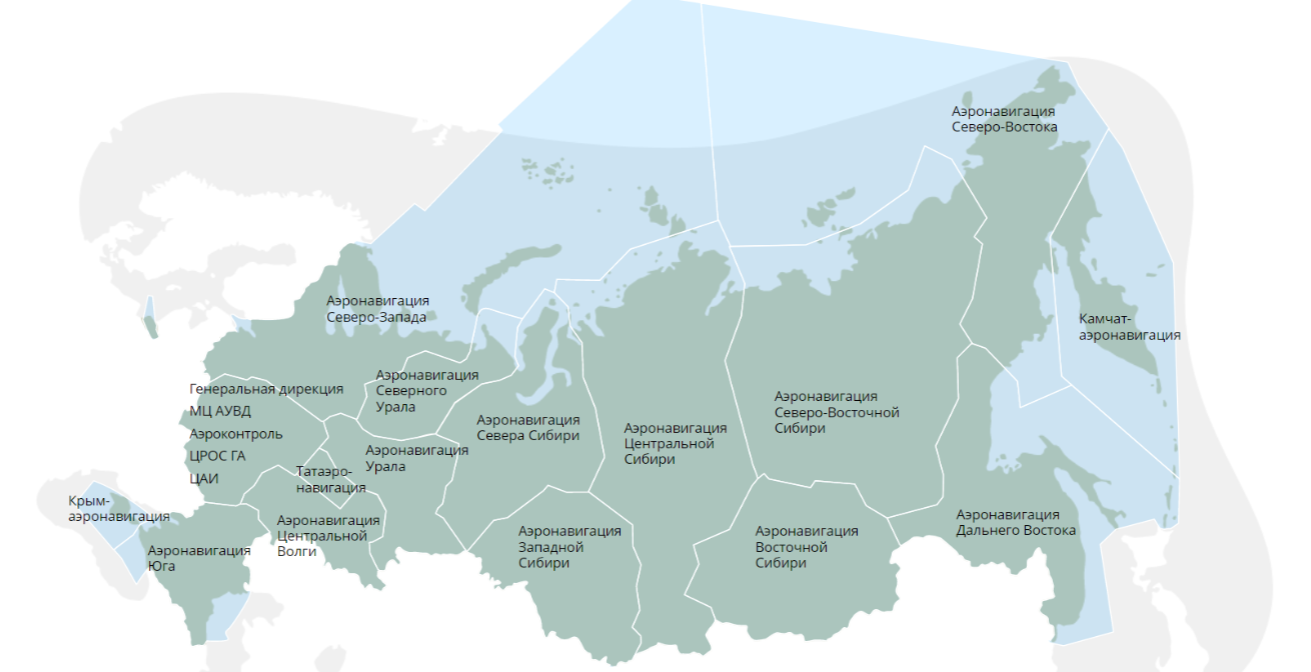 Аэронавигация
Северо-Востока
Аэронавигация
Северо-Запада
Камчат-
аэронавигация
Генеральная дирекция
МЦ АУВД
Аэроконтроль
ЦРОС ГА
ЦАИ
Аэронавигация
Северного
Урала
Аэронавигация
Севера Сибири
Аэронавигация
Центральной
Сибири
Аэронавигация
Северо-Восточной
Сибири
Аэронавигация
Урала
Татаэро-
навигация
Крым-
аэронавигация
Аэронавигация
Юга
Аэронавигация
Центральной
Волги
Аэронавигация
Западной
Сибири
Аэронавигация
Восточной
Сибири
Аэронавигация
Дальнего Востока